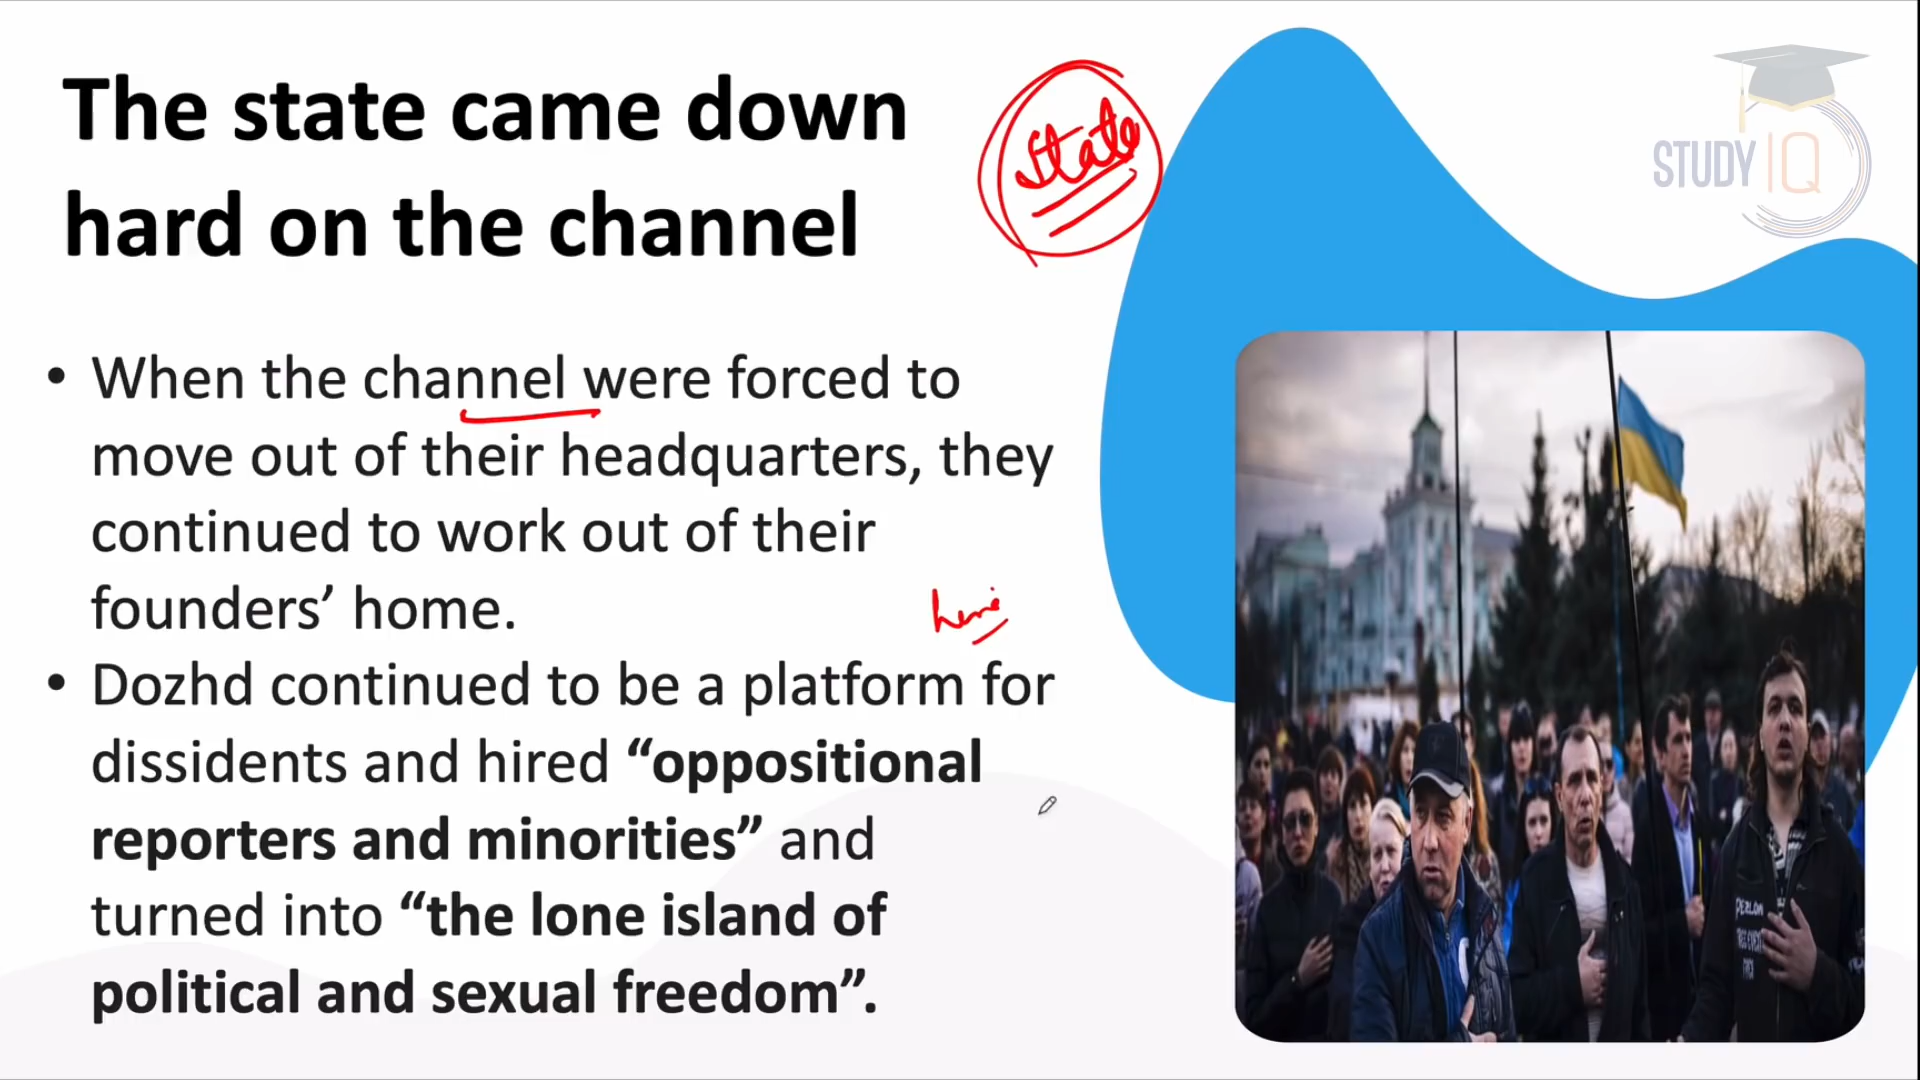 The state came down
hard on the channel
State
STUDY IQ
• When the channel were forced to
move out of their headquarters, they
continued to work out of their
founders’ home.
• Dozhd continued to be a platform for
dissidents and hired “oppositional
reporters and minorities” and
turned into “the lone island of
political and sexual freedom”.